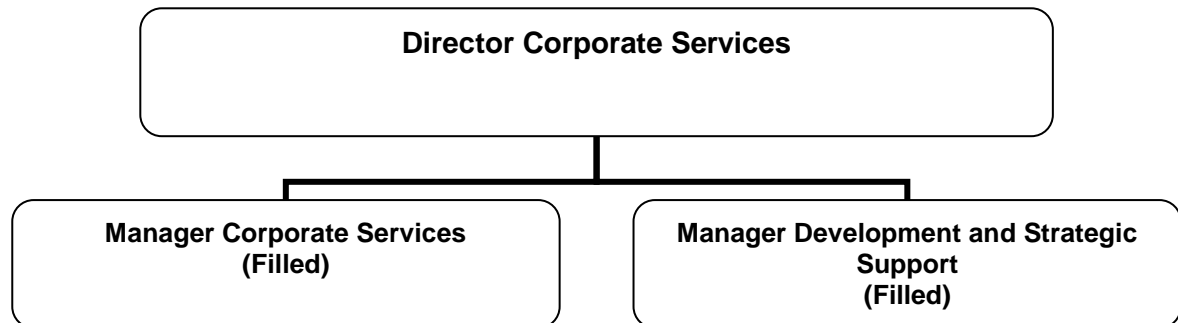 Director Corporate Services
Manager Corporate Services
(Filled)
Manager Development and Strategic
Support
(Filled)